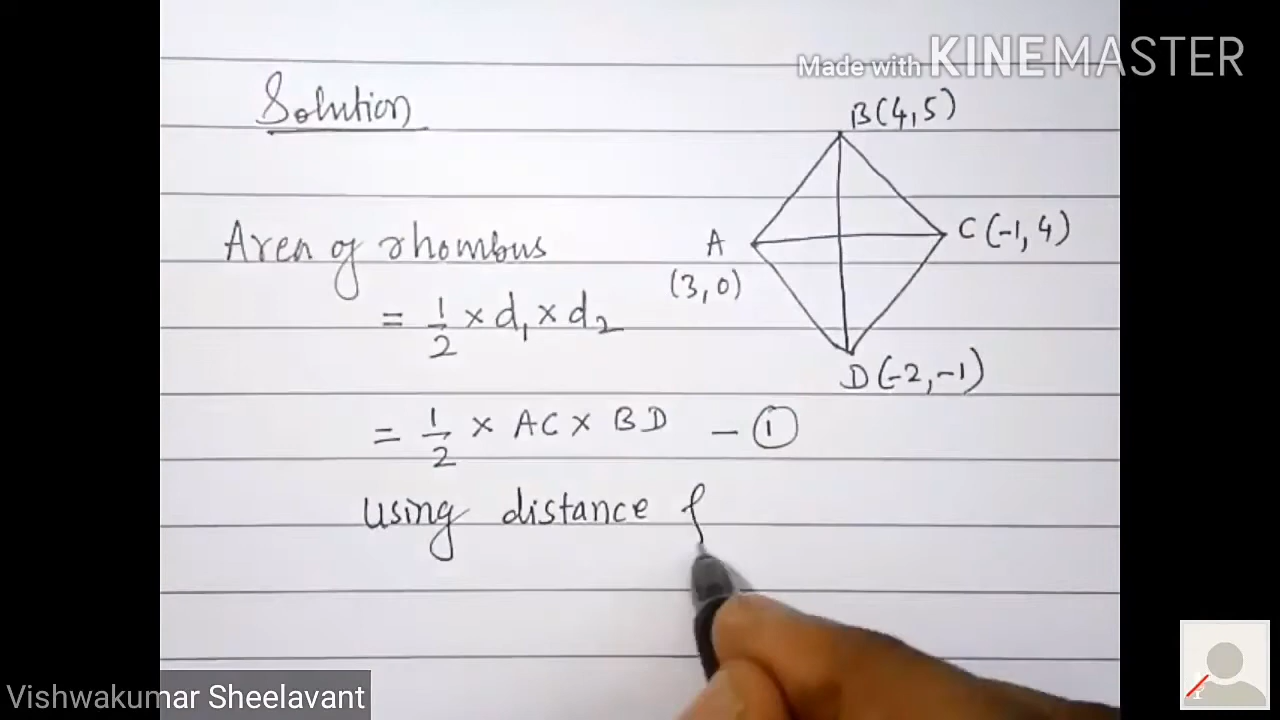 Made with KINEMASTER
Solution
B(4,5)
Area of rhombus
A
C(-1, 4)
(3,0)
= 1/2 × d₁ × d₂
D(-2,-1)
= 1/2 × AC × BD - ①
using distance f
Vishwakumar Sheelavant